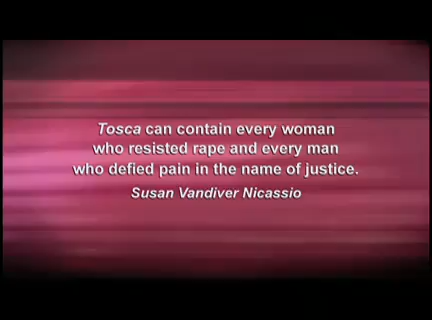 Tosca can contain every woman
who resisted rape and every man
who defied pain in the name of justice.
Susan Vandiver Nicassio